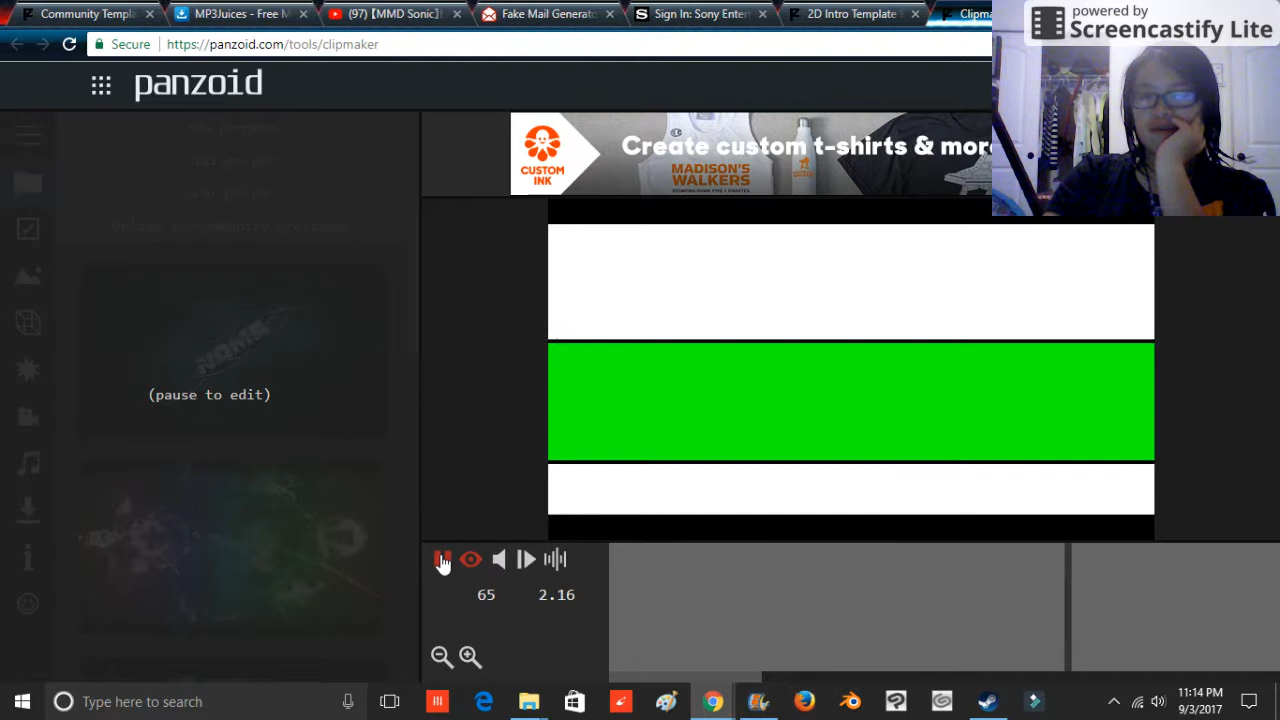 Community Templa
MP3Juices - Free M
(97) 【MMD Sonic】
Fake Mail Generato
Sign In: Sony Enter
2D Intro Template E
Clipma
powered by
Screencastify Lite
Secure
https://panzoid.com/tools/clipmaker
panzoid
CUSTOM
INK
Create custom t-shirts & more
MADISON'S
WALKERS
NAME
(pause to edit)
65
2.16
Type here to search
11:14 PM
9/3/2017